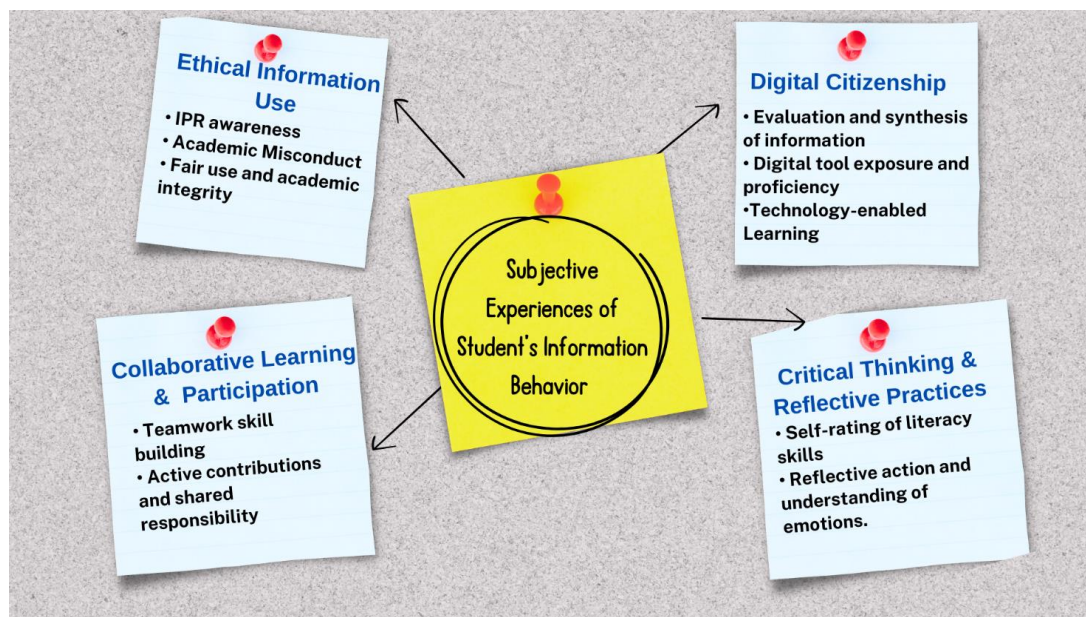 Ethical Information
Use
• IPR awareness
• Academic Misconduct
• Fair use and academic
integrity
Digital Citizenship
• Evaluation and synthesis
of information
• Digital tool exposure and
proficiency
•Technology-enabled
Learning
Subjective
Experiences of
Student's Information
Behavior
Collaborative Learning
& Participation
• Teamwork skill
building
• Active contributions
and shared
responsibility
Critical Thinking &
Reflective Practices
• Self-rating of literacy
skills
• Reflective action and
understanding of
emotions.